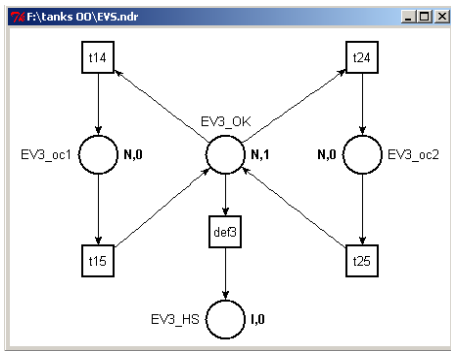 F:\tanks OO\EVS.ndr
t14
t24
EV3_OK
EV3_oc1 N,0
N,1
N,0 EV3_oc2
def3
t15
t25
EV3_HS I,0